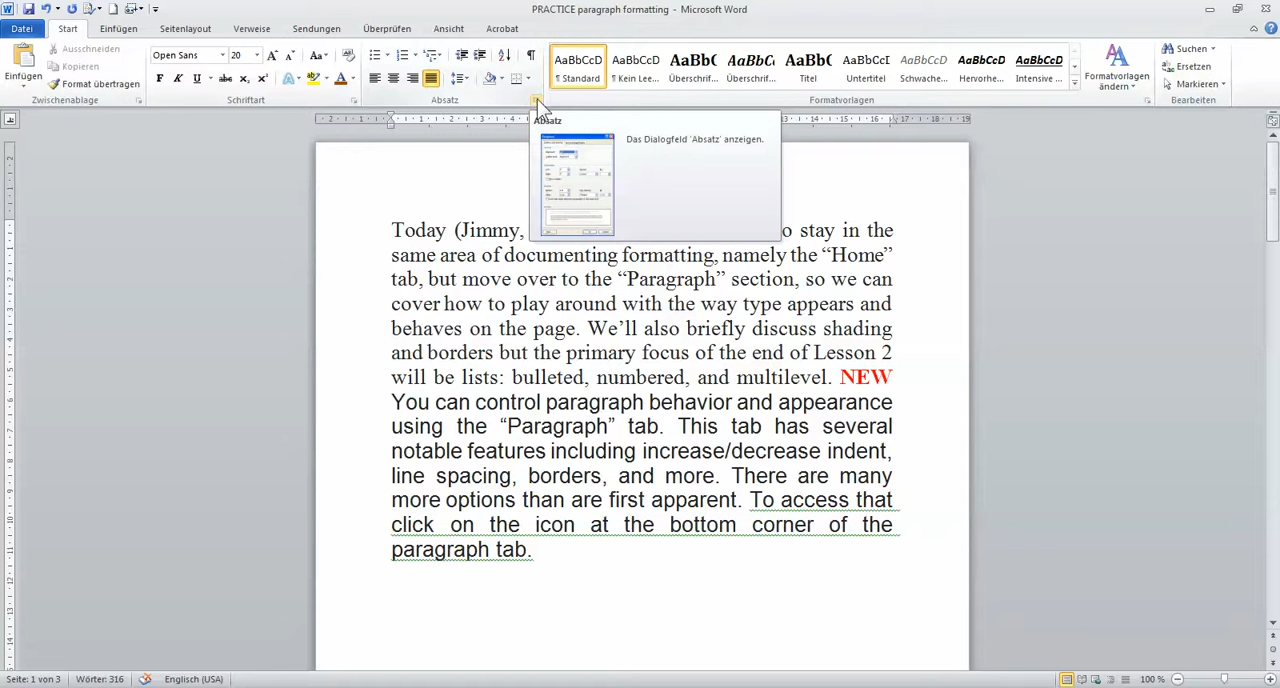 PRACTICE paragraph formatting - Microsoft Word
Datei Start Einfügen Seitenlayout Verweise Sendungen Überprüfen Ansicht Acrobat
Einfügen
Ausschneiden
Kopieren
Format übertragen
Zwischenablage
Open Sans 20
Schriftart
Absatz
AaBbCcD AaBbCcD AaBbC AaBbCc AaBbC AaBbCcI AaBbCcD AaBbCcD AaBbCcD
¶ Standard ¶ Kein Lee... Überschrif... Überschrif... Titel Untertitel Schwache... Hervorhe... Intensive ...
Formatvorlagen
Formatvorlagen ändern
Suchen
Ersetzen
Markieren
Bearbeiten
Absatz
Das Dialogfeld 'Absatz' anzeigen.
Today (Jimmy, o stay in the
same area of documenting formatting, namely the “Home”
tab, but move over to the “Paragraph” section, so we can
cover how to play around with the way type appears and
behaves on the page. We’ll also briefly discuss shading
and borders but the primary focus of the end of Lesson 2
will be lists: bulleted, numbered, and multilevel. NEW
You can control paragraph behavior and appearance
using the “Paragraph” tab. This tab has several
notable features including increase/decrease indent,
line spacing, borders, and more. There are many
more options than are first apparent. To access that
click on the icon at the bottom corner of the
paragraph tab.
Seite: 1 von 3 Wörter: 316 Englisch (USA) 100 %